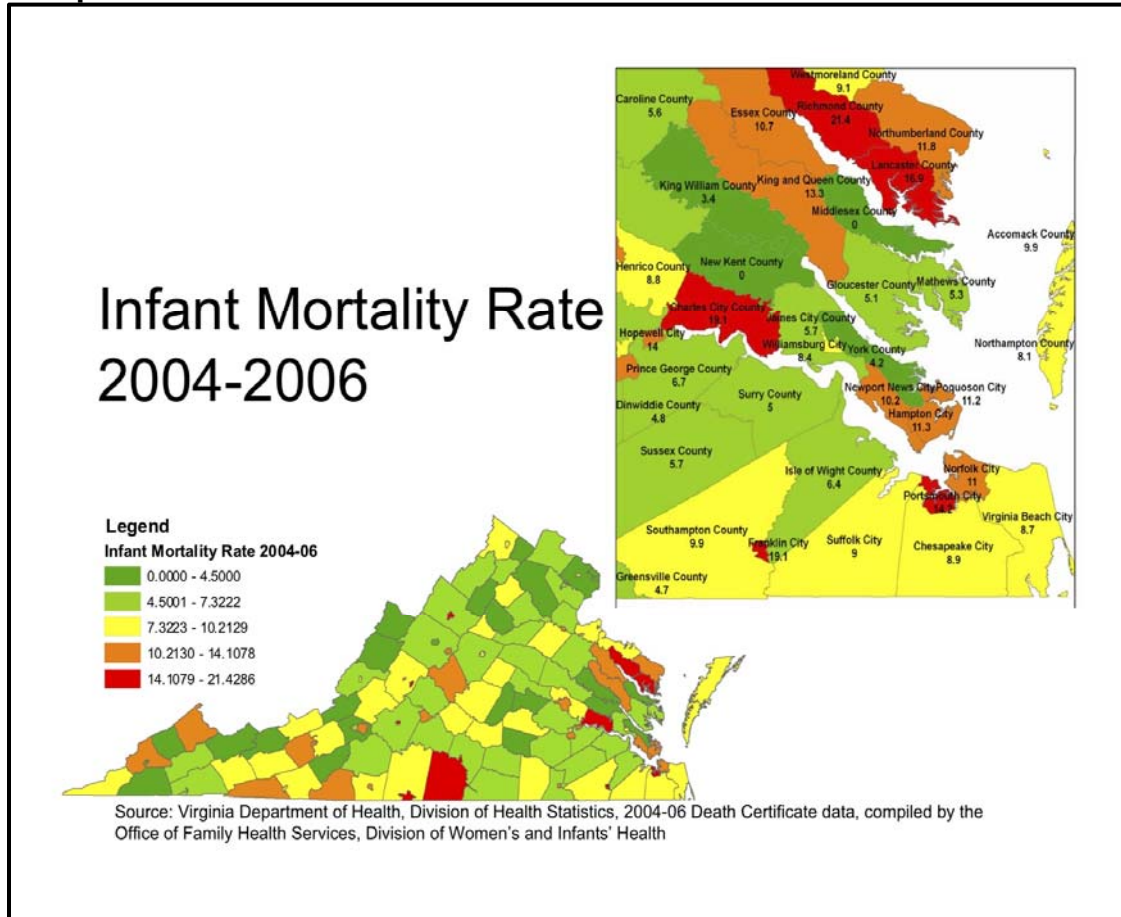 Infant Mortality Rate
2004-2006
Westmoreland County
9.1
Caroline County
5.6
Richmond County
21.4
Essex County
10.7
Northumberland County
11.8
Lancaster County
16.9
King William County
3.4
King and Queen County
13.3
Middlesex County
0
Accomack County
9.9
New Kent County
0
Henrico County
8.8
Gloucester County
5.1
Mathews County
5.3
Charles City County
19.1
James City County
5.7
Hopewell City
14
Williamsburg City
8.4
York County
4.2
Northampton County
8.1
Prince George County
6.7
Newport News City
10.2
Poquoson City
11.2
Surry County
5
Dinwiddie County
4.8
Hampton City
11.3
Sussex County
5.7
Isle of Wight County
6.4
Norfolk City
11
Portsmouth City
14.2
Virginia Beach City
8.7
Southampton County
9.9
Franklin City
19.1
Suffolk City
9
Chesapeake City
8.9
Greensville County
4.7
Legend
Infant Mortality Rate 2004-06
0.0000 - 4.5000
4.5001 - 7.3222
7.3223 - 10.2129
10.2130 - 14.1078
14.1079 - 21.4286
Source: Virginia Department of Health, Division of Health Statistics, 2004-06 Death Certificate data, compiled by the
Office of Family Health Services, Division of Women's and Infants' Health